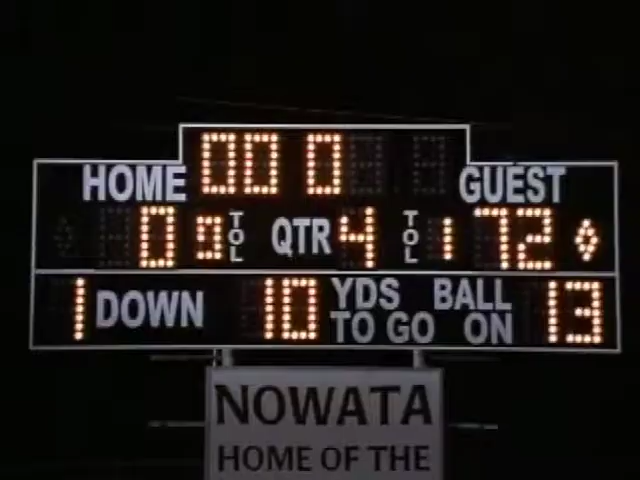 00 0
HOME GUEST
0 0 TOL QTR 4 TOL 1 72
1 DOWN 10 YDS TO GO BALL ON 13
NOWATA
HOME OF THE